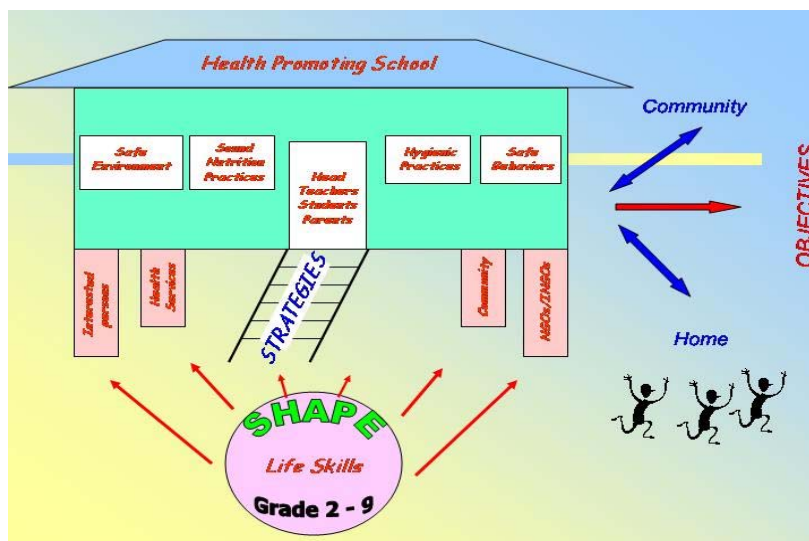 Health Promoting School
Community
Safe
Environment
Sound
Nutrition
Practices
Head
Teachers
Students
Parents
Hygienic
Practices
Safe
Behaviors
OBJECTIVES
Interested
persons
Health
Services
STRATEGIES
Community
NGOs/INGOs
Home
SHAPE
Life Skills
Grade 2 - 9